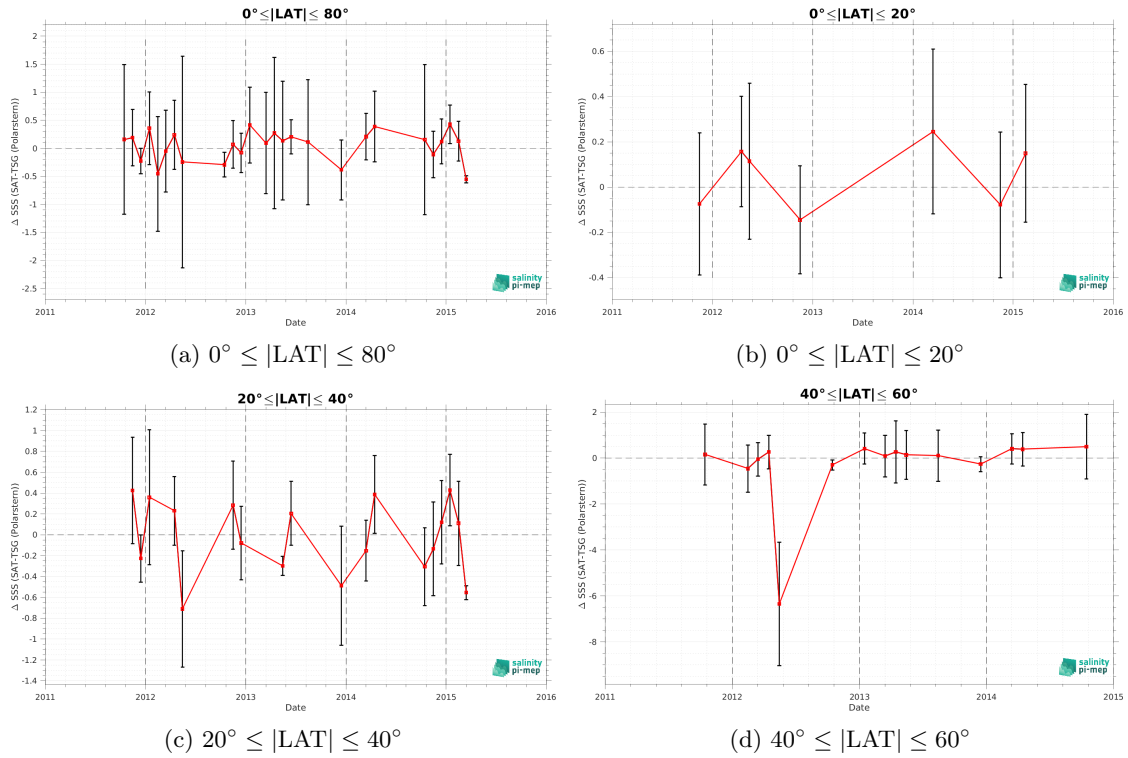 0°≤|LAT|≤ 80°
Δ SSS (SAT-TSG (Polarstern))
2
1.5
1
0.5
0
-0.5
-1
-1.5
-2
-2.5
salinity
pi-mep
2011 2012 2013 2014 2015 2016
Date
(a) 0° ≤ |LAT| ≤ 80°
0°≤|LAT|≤ 20°
Δ SSS (SAT-TSG (Polarstern))
0.6
0.4
0.2
0
-0.2
-0.4
salinity
pi-mep
2011 2012 2013 2014 2015 2016
Date
(b) 0° ≤ |LAT| ≤ 20°
20°≤|LAT|≤ 40°
Δ SSS (SAT-TSG (Polarstern))
1.2
1
0.8
0.6
0.4
0.2
0
-0.2
-0.4
-0.6
-0.8
-1
-1.2
-1.4
salinity
pi-mep
2011 2012 2013 2014 2015 2016
Date
(c) 20° ≤ |LAT| ≤ 40°
40°≤|LAT|≤ 60°
Δ SSS (SAT-TSG (Polarstern))
2
0
-2
-4
-6
-8
salinity
pi-mep
2011 2012 2013 2014 2015
Date
(d) 40° ≤ |LAT| ≤ 60°